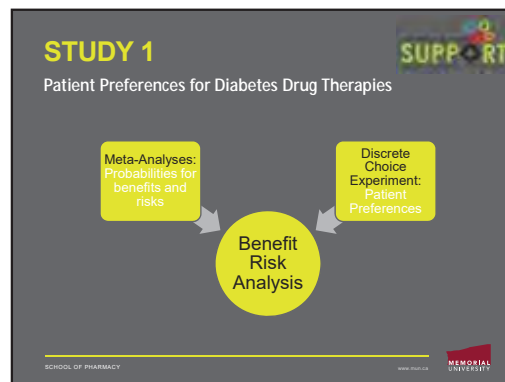 STUDY 1
SUPPORT
Patient Preferences for Diabetes Drug Therapies
Meta-Analyses:
Probabilities for
benefits and
risks
Discrete
Choice
Experiment:
Patient
Preferences
Benefit
Risk
Analysis
SCHOOL OF PHARMACY
www.mun.ca
MEMORIAL
UNIVERSITY